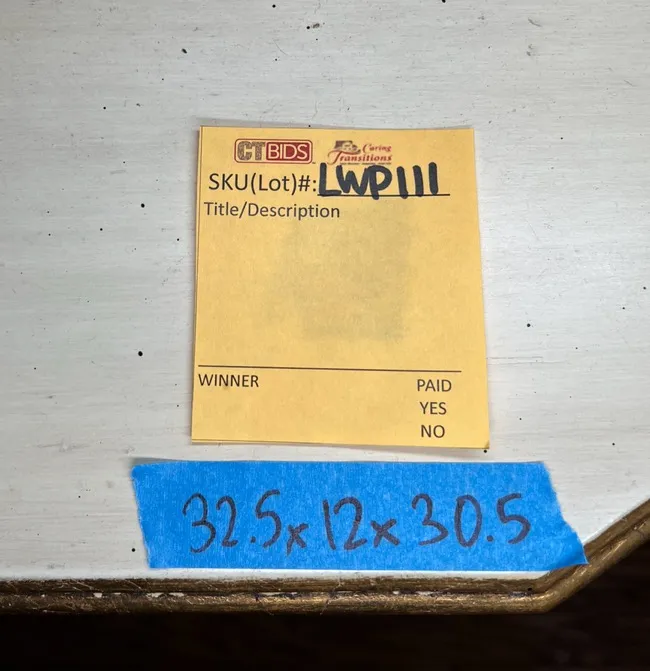 CTBIDS
Caring
Transitions
SKU(Lot)#: LWP111
Title/Description
WINNER
PAID
YES
NO
32.5x12x30.5